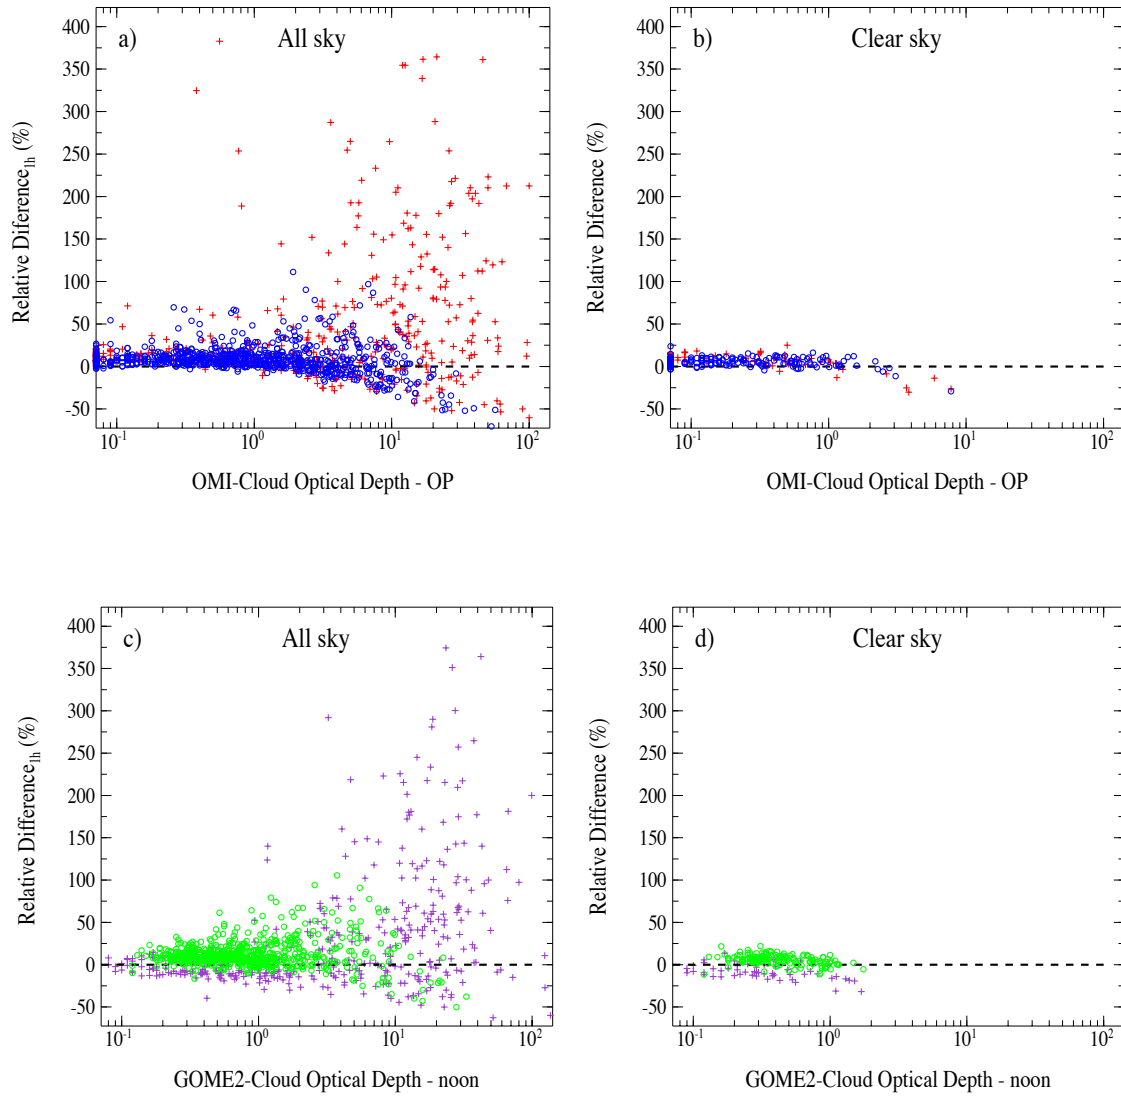 a) All sky
400
350
300
250
200
150
100
50
0
-50
Relative Diference1h (%)
10-1 100 101 102
OMI-Cloud Optical Depth - OP
b) Clear sky
400
350
300
250
200
150
100
50
0
-50
Relative Diference (%)
10-1 100 101 102
OMI-Cloud Optical Depth - OP
c) All sky
400
350
300
250
200
150
100
50
0
-50
Relative Difference1h (%)
10-1 100 101 102
GOME2-Cloud Optical Depth - noon
d) Clear sky
400
350
300
250
200
150
100
50
0
-50
Relative Difference (%)
10-1 100 101 102
GOME2-Cloud Optical Depth - noon